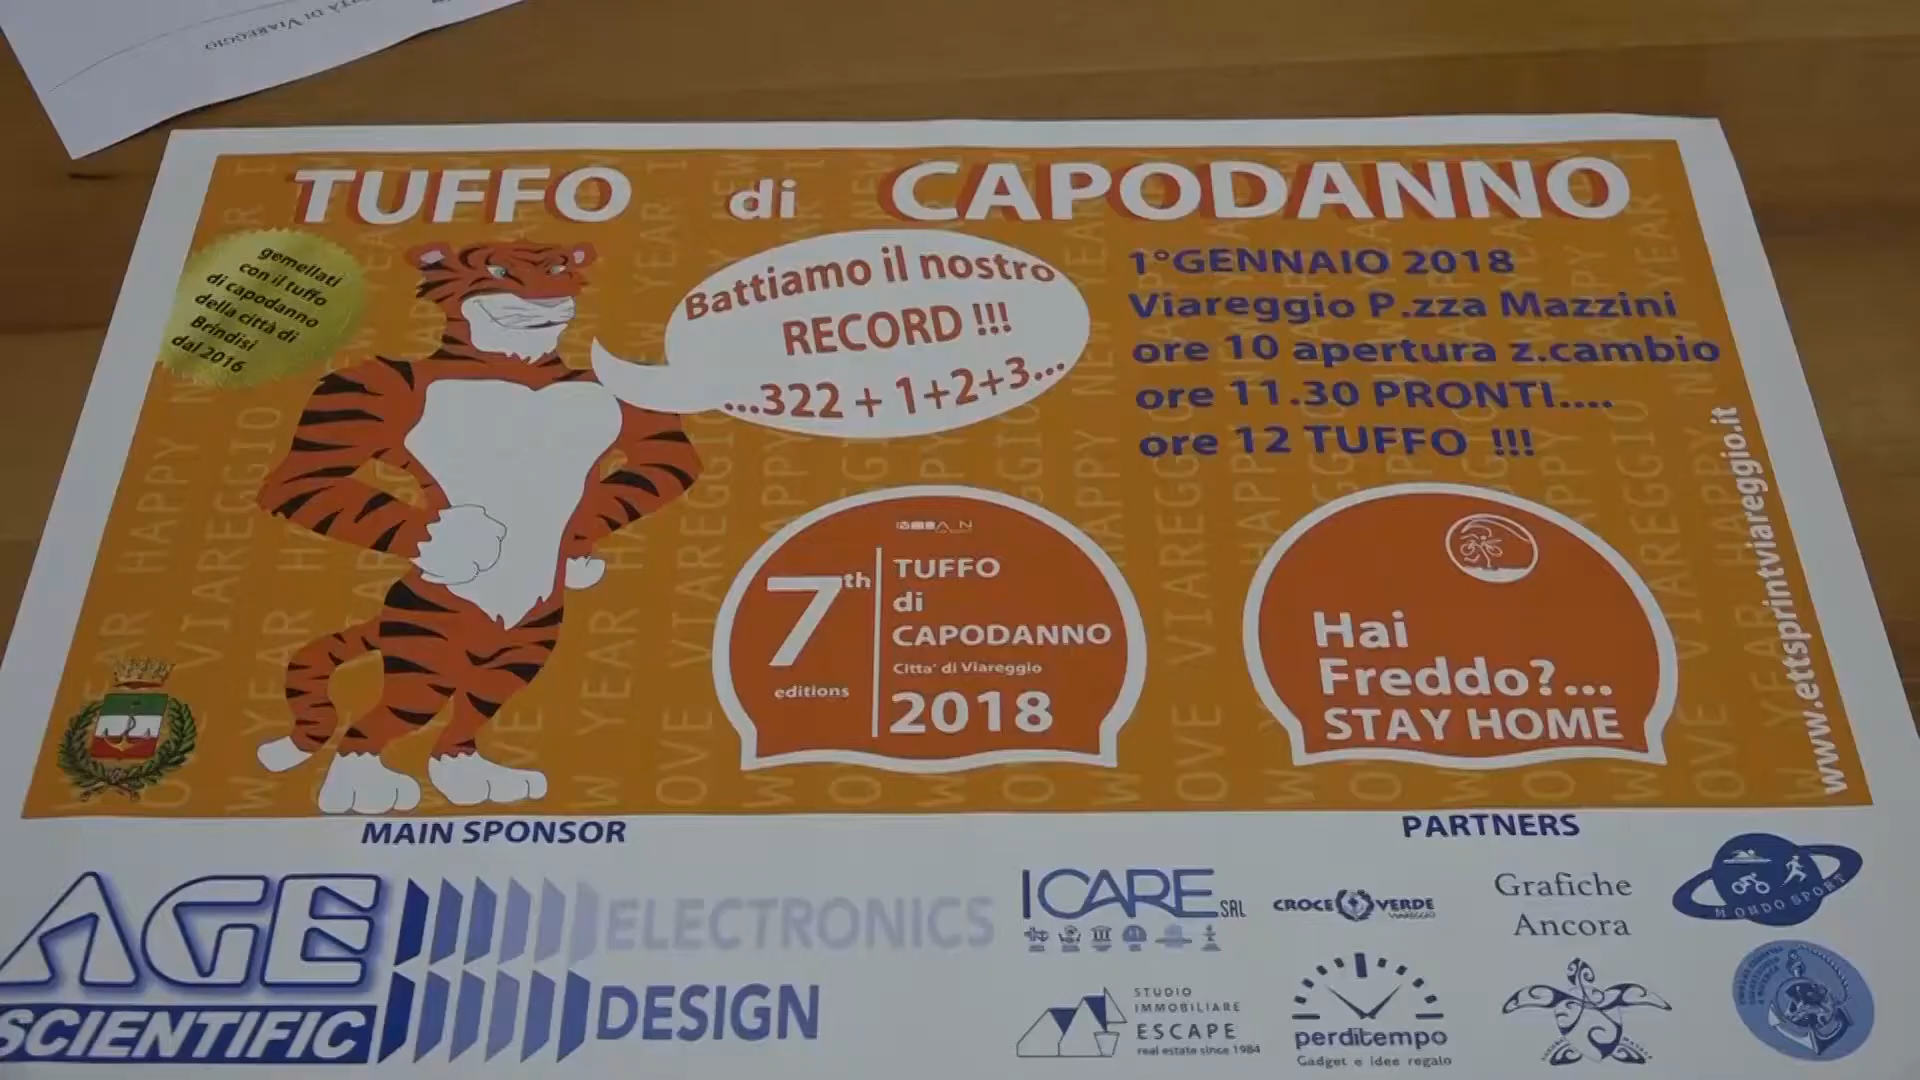 CITTÀ DI VIAREGGIO
TUFFO di CAPODANNO
gemellati
con il tuffo
di capodanno
della città di
Brindisi
dal 2016
Battiamo il nostro
RECORD !!!
...322 + 1+2+3...
1°GENNAIO 2018
Viareggio P.zza Mazzini
ore 10 apertura z.cambio
ore 11.30 PRONTI....
ore 12 TUFFO !!!
www.ettsprintviareggio.it
7th
editions
TUFFO
di
CAPODANNO
Citta' di Viareggio
2018
Hai
Freddo?...
STAY HOME
MAIN SPONSOR
AGE
SCIENTIFIC
ELECTRONICS
DESIGN
PARTNERS
ICARE SRL
CROCE VERDE
VIAREGGIO
Grafiche
Ancora
MONDO SPORT
STUDIO
IMMOBILIARE
ESCAPE
real estate since 1984
perditempo
Gadget e idee regalo